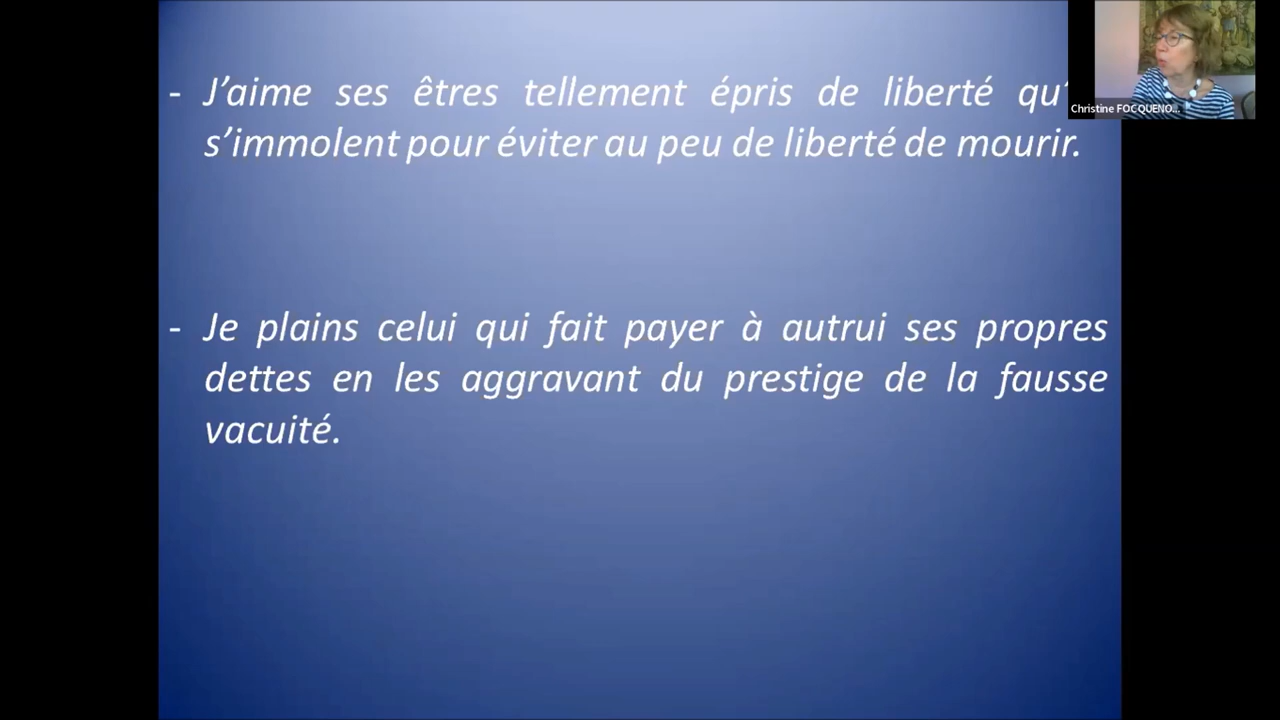 - J’aime ses êtres tellement épris de liberté
s’immolent pour éviter au peu de liberté de mourir.
- Je plains celui qui fait payer à autrui ses propres
dettes en les aggravant du prestige de la fausse
vacuité.
Christine FOCQUENO...